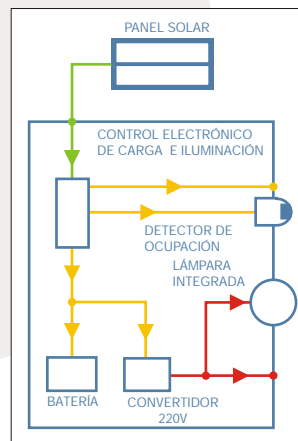 PANEL SOLAR
CONTROL ELECTRÓNICO
DE CARGA E ILUMINACIÓN
DETECTOR DE
OCUPACIÓN
LÁMPARA
INTEGRADA
BATERÍA
CONVERTIDOR
220V